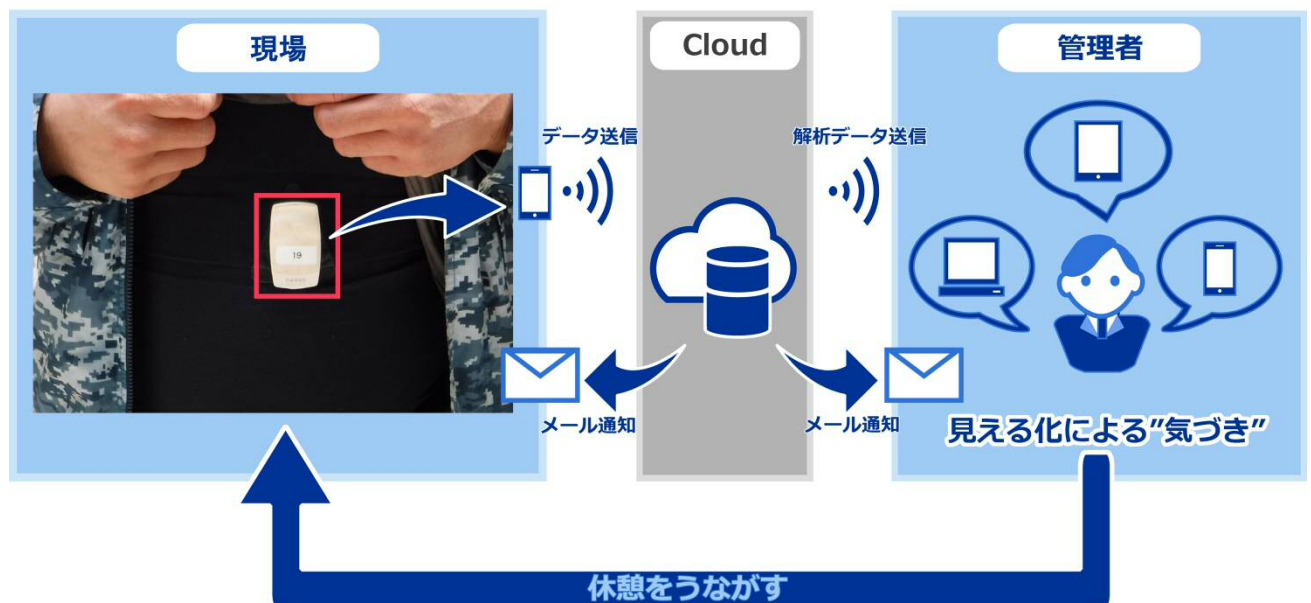 現場
Cloud
管理者
データ送信
解析データ送信
19
メール通知
メール通知
見える化による”気づき”
休憩をうながす